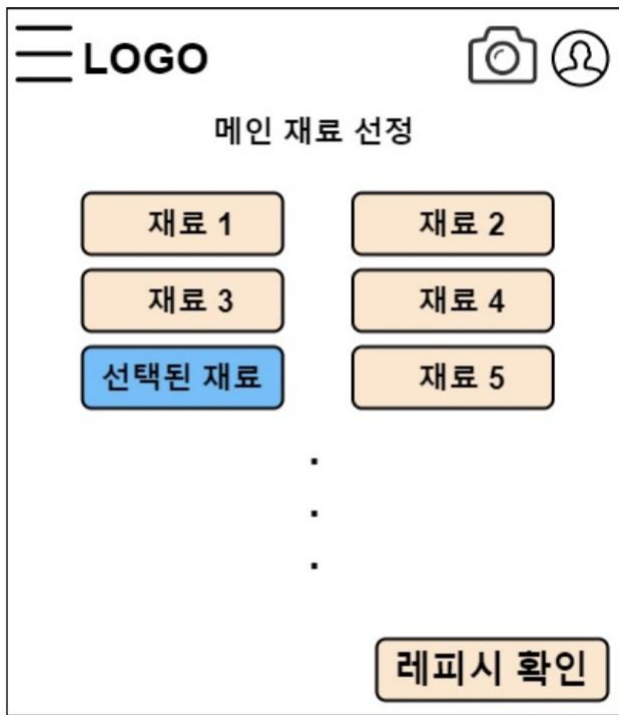 LOGO
메인 재료 선정
재료 1 재료 2
재료 3 재료 4
선택된 재료 재료 5
.
.
.
레피시 확인